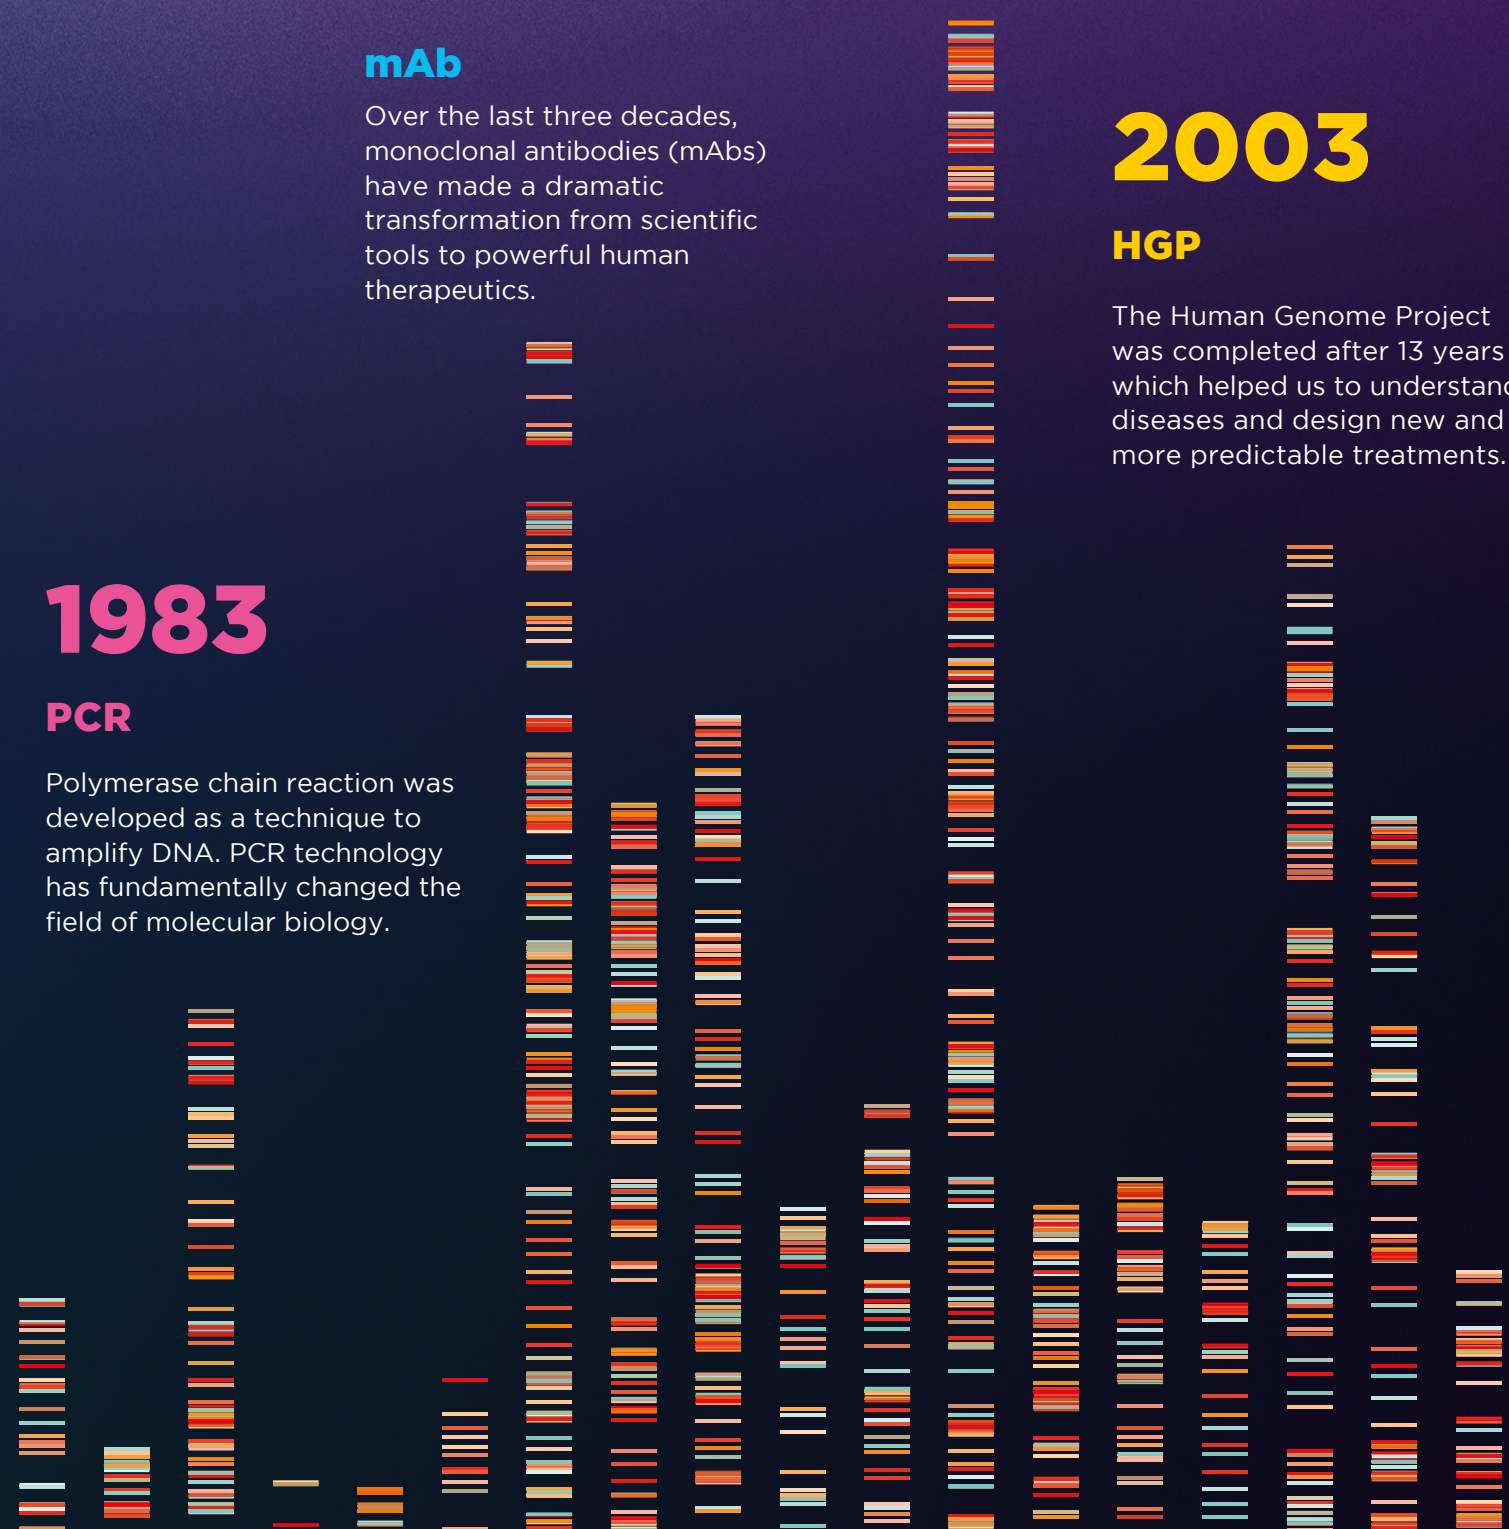 mAb
Over the last three decades,
monoclonal antibodies (mAbs)
have made a dramatic
transformation from scientific
tools to powerful human
therapeutics.
2003
HGP
The Human Genome Project
was completed after 13 years
which helped us to understand
diseases and design new and
more predictable treatments.
1983
PCR
Polymerase chain reaction was
developed as a technique to
amplify DNA. PCR technology
has fundamentally changed the
field of molecular biology.